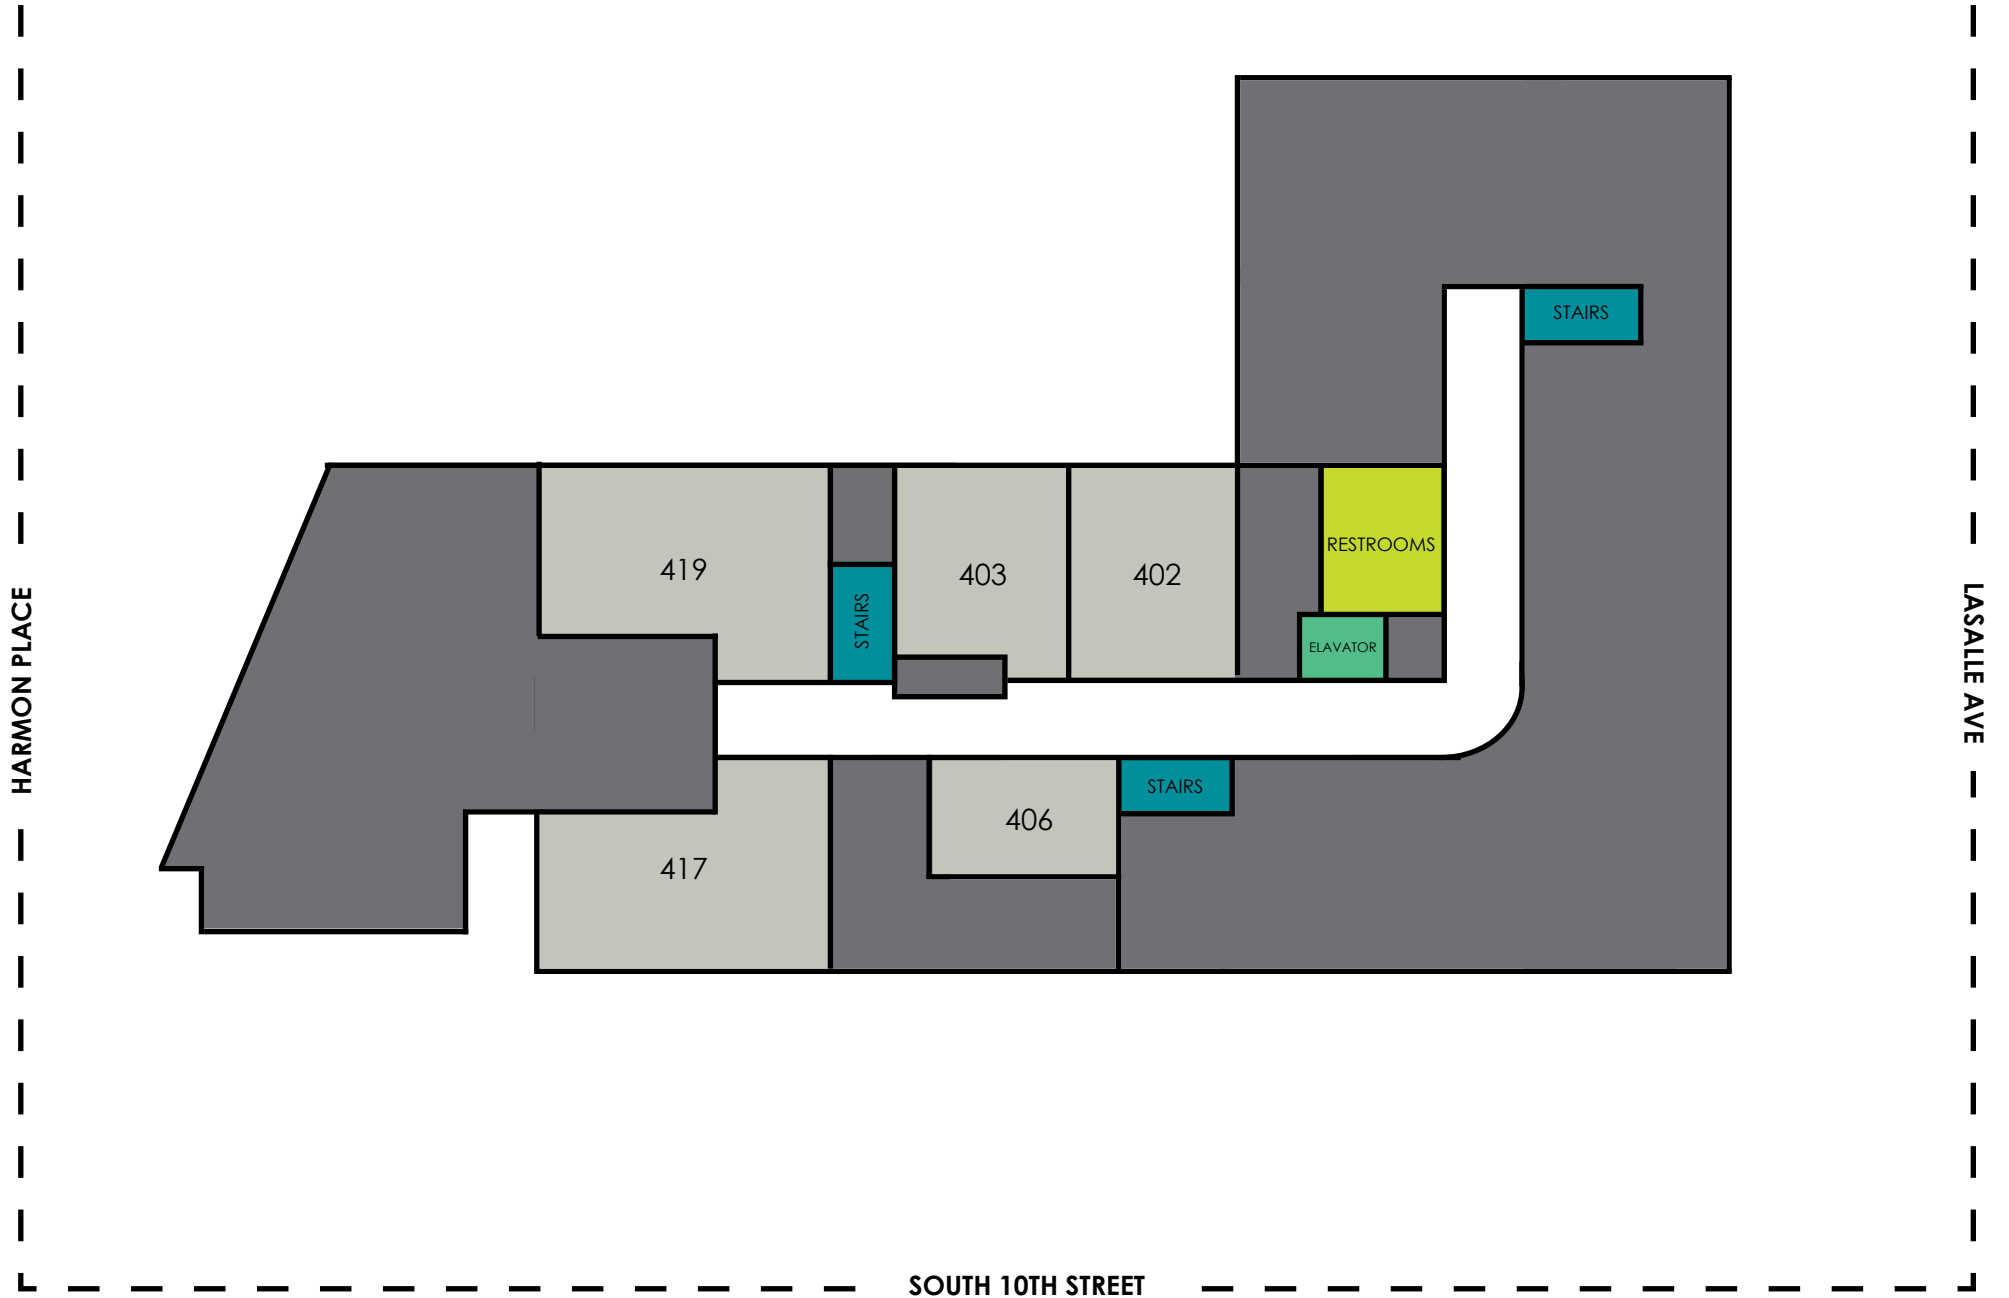 STAIRS
419
403
402
STAIRS
RESTROOMS
ELAVATOR
HARMON PLACE
LASALLE AVE
STAIRS
406
417
SOUTH 10TH STREET